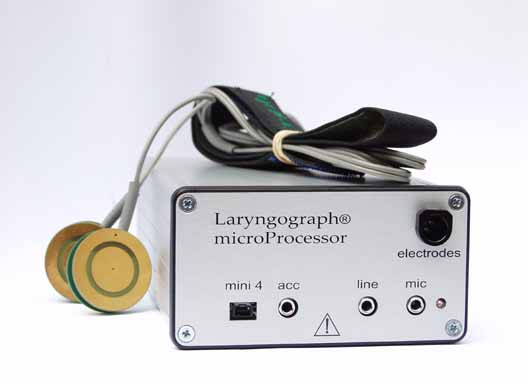 Laryngograph®
microProcessor
electrodes
mini 4 acc line mic